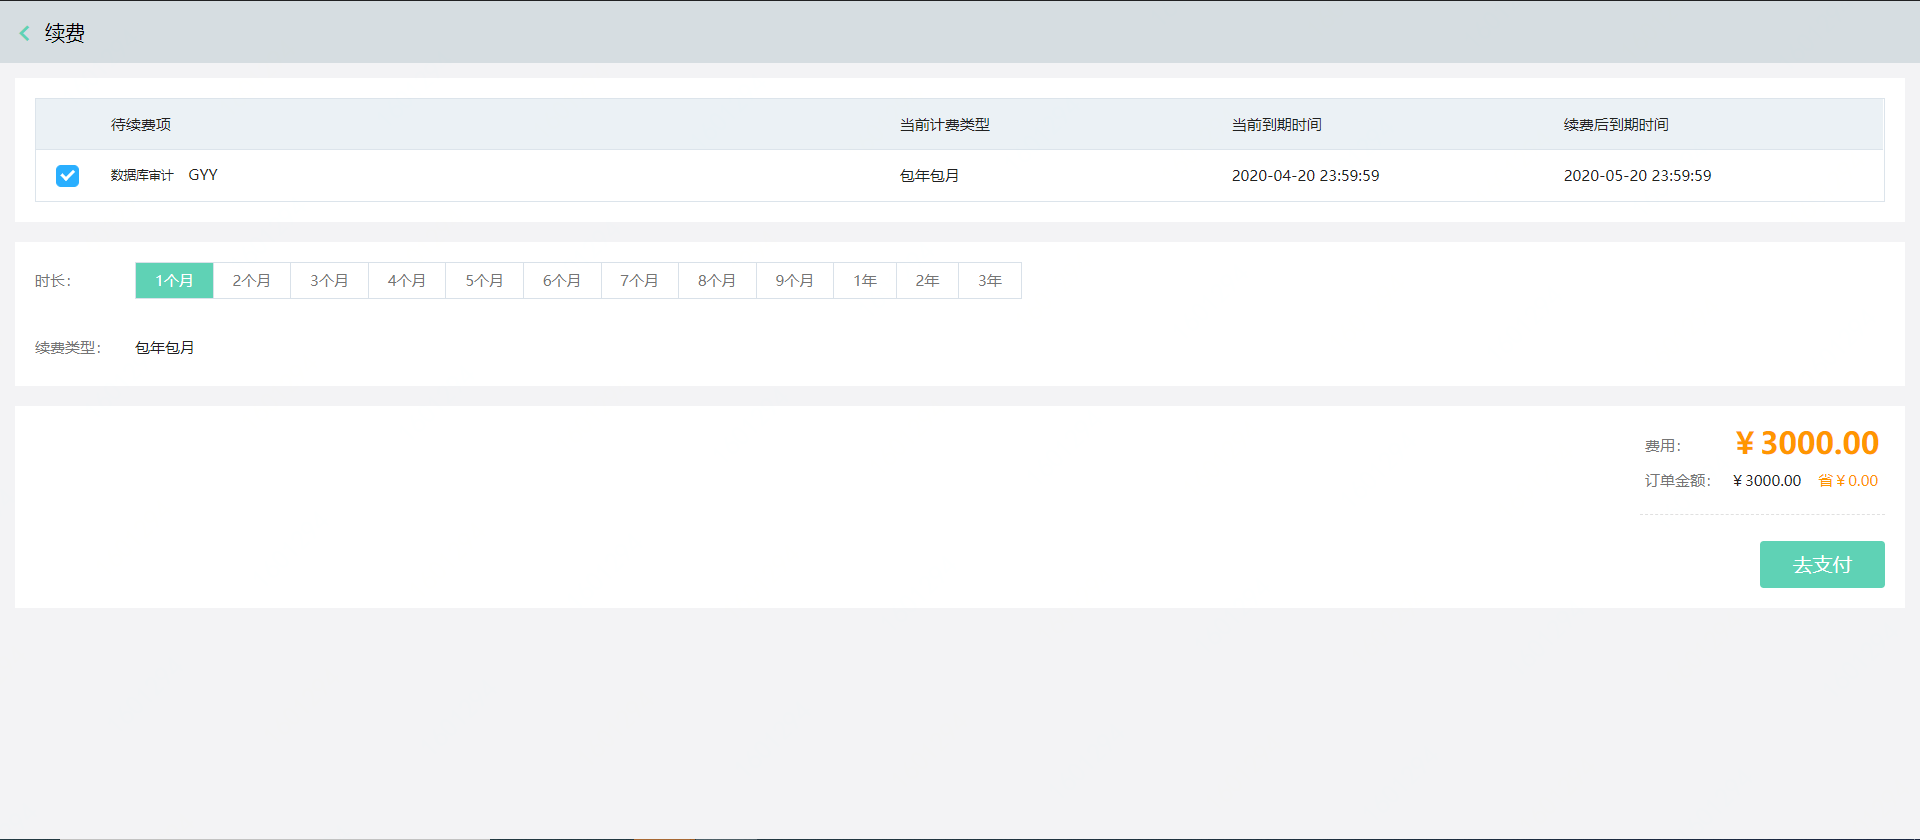 续费
待续费项 当前计费类型 当前到期时间 续费后到期时间
数据库审计 GYY 包年包月 2020-04-20 23:59:59 2020-05-20 23:59:59
时长: 1个月 2个月 3个月 4个月 5个月 6个月 7个月 8个月 9个月 1年 2年 3年
续费类型: 包年包月
费用: ¥3000.00
订单金额: ¥3000.00 省¥0.00
去支付